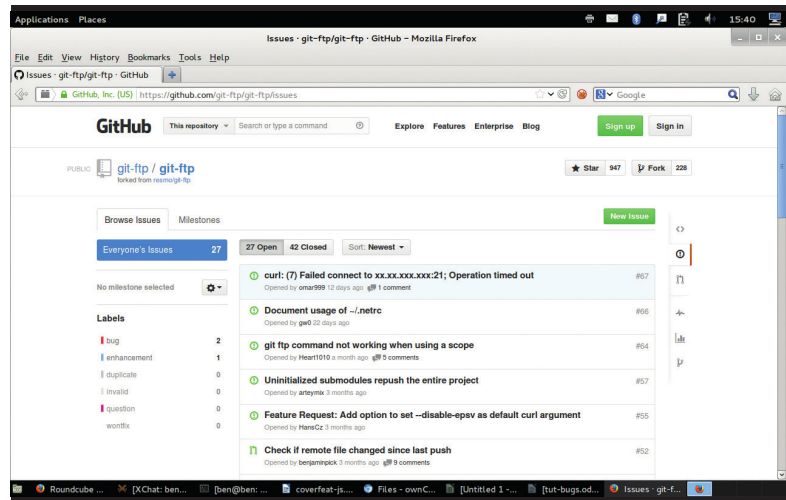 Applications Places 15:40
Issues · git-ftp/git-ftp · GitHub - Mozilla Firefox
File Edit View History Bookmarks Tools Help
Issues · git-ftp/git-ftp · GitHub
GitHub, Inc. (US) https://github.com/git-ftp/git-ftp/issues Google
GitHub This repository Search or type a command Explore Features Enterprise Blog Sign up Sign in
PUBLIC git-ftp / git-ftp Star 947 Fork 228
forked from resmo/git-ftp
Browse Issues Milestones New Issue
Everyone's Issues 27 27 Open 42 Closed Sort: Newest
curl: (7) Failed connect to xx.xx.xxx.xxx:21; Operation timed out #67
Opened by omar999 12 days ago 1 comment
No milestone selected
Document usage of ~/.netrc #66
Opened by gw0 22 days ago
Labels
bug 2
enhancement 1
duplicate 0
invalid 0
question 0
wontfix 0
git ftp command not working when using a scope #64
Opened by Heart1010 a month ago 5 comments
Uninitialized submodules repush the entire project #57
Opened by arteymix 3 months ago
Feature Request: Add option to set --disable-epsv as default curl argument #55
Opened by HansCz 3 months ago
Check if remote file changed since last push #52
Opened by benjaminpick 3 months ago 9 comments
Roundcube ... [XChat: ben... [ben@ben: ... coverfeat-js.... Files - ownC... [Untitled 1 -... [tut-bugs.od... Issues · git-f...